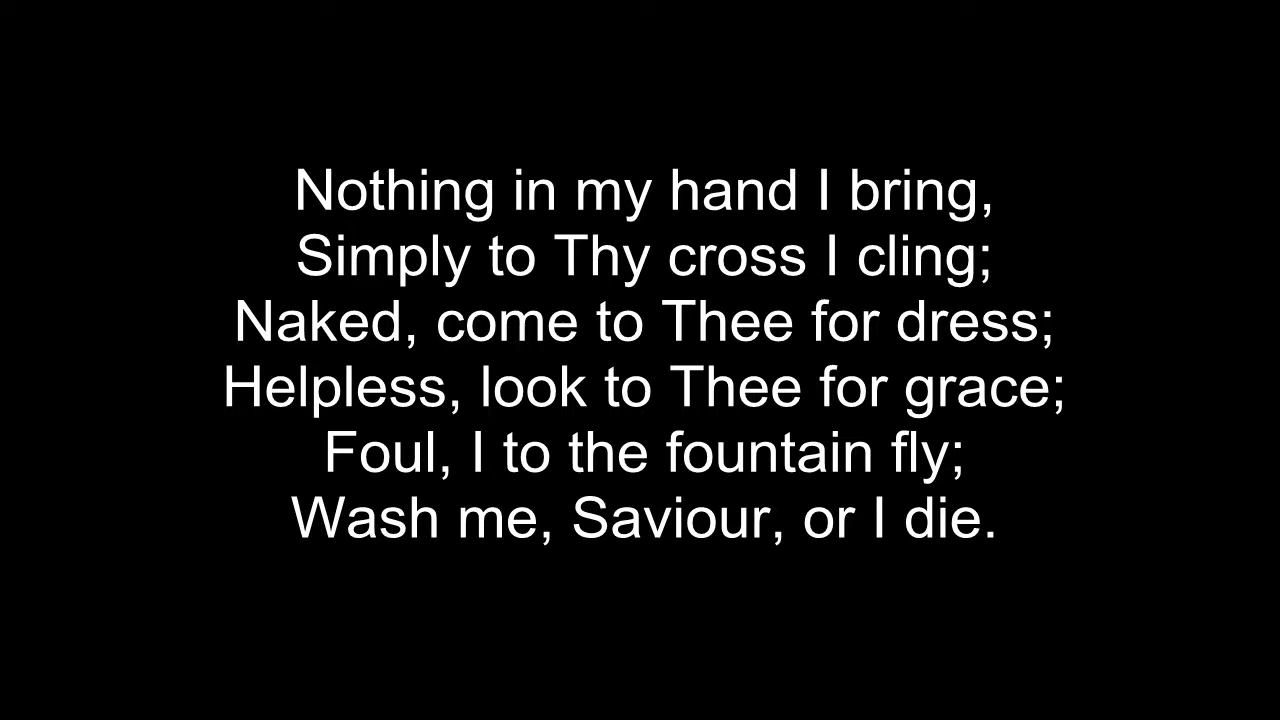 Nothing in my hand I bring,
Simply to Thy cross I cling;
Naked, come to Thee for dress;
Helpless, look to Thee for grace;
Foul, I to the fountain fly;
Wash me, Saviour, or I die.